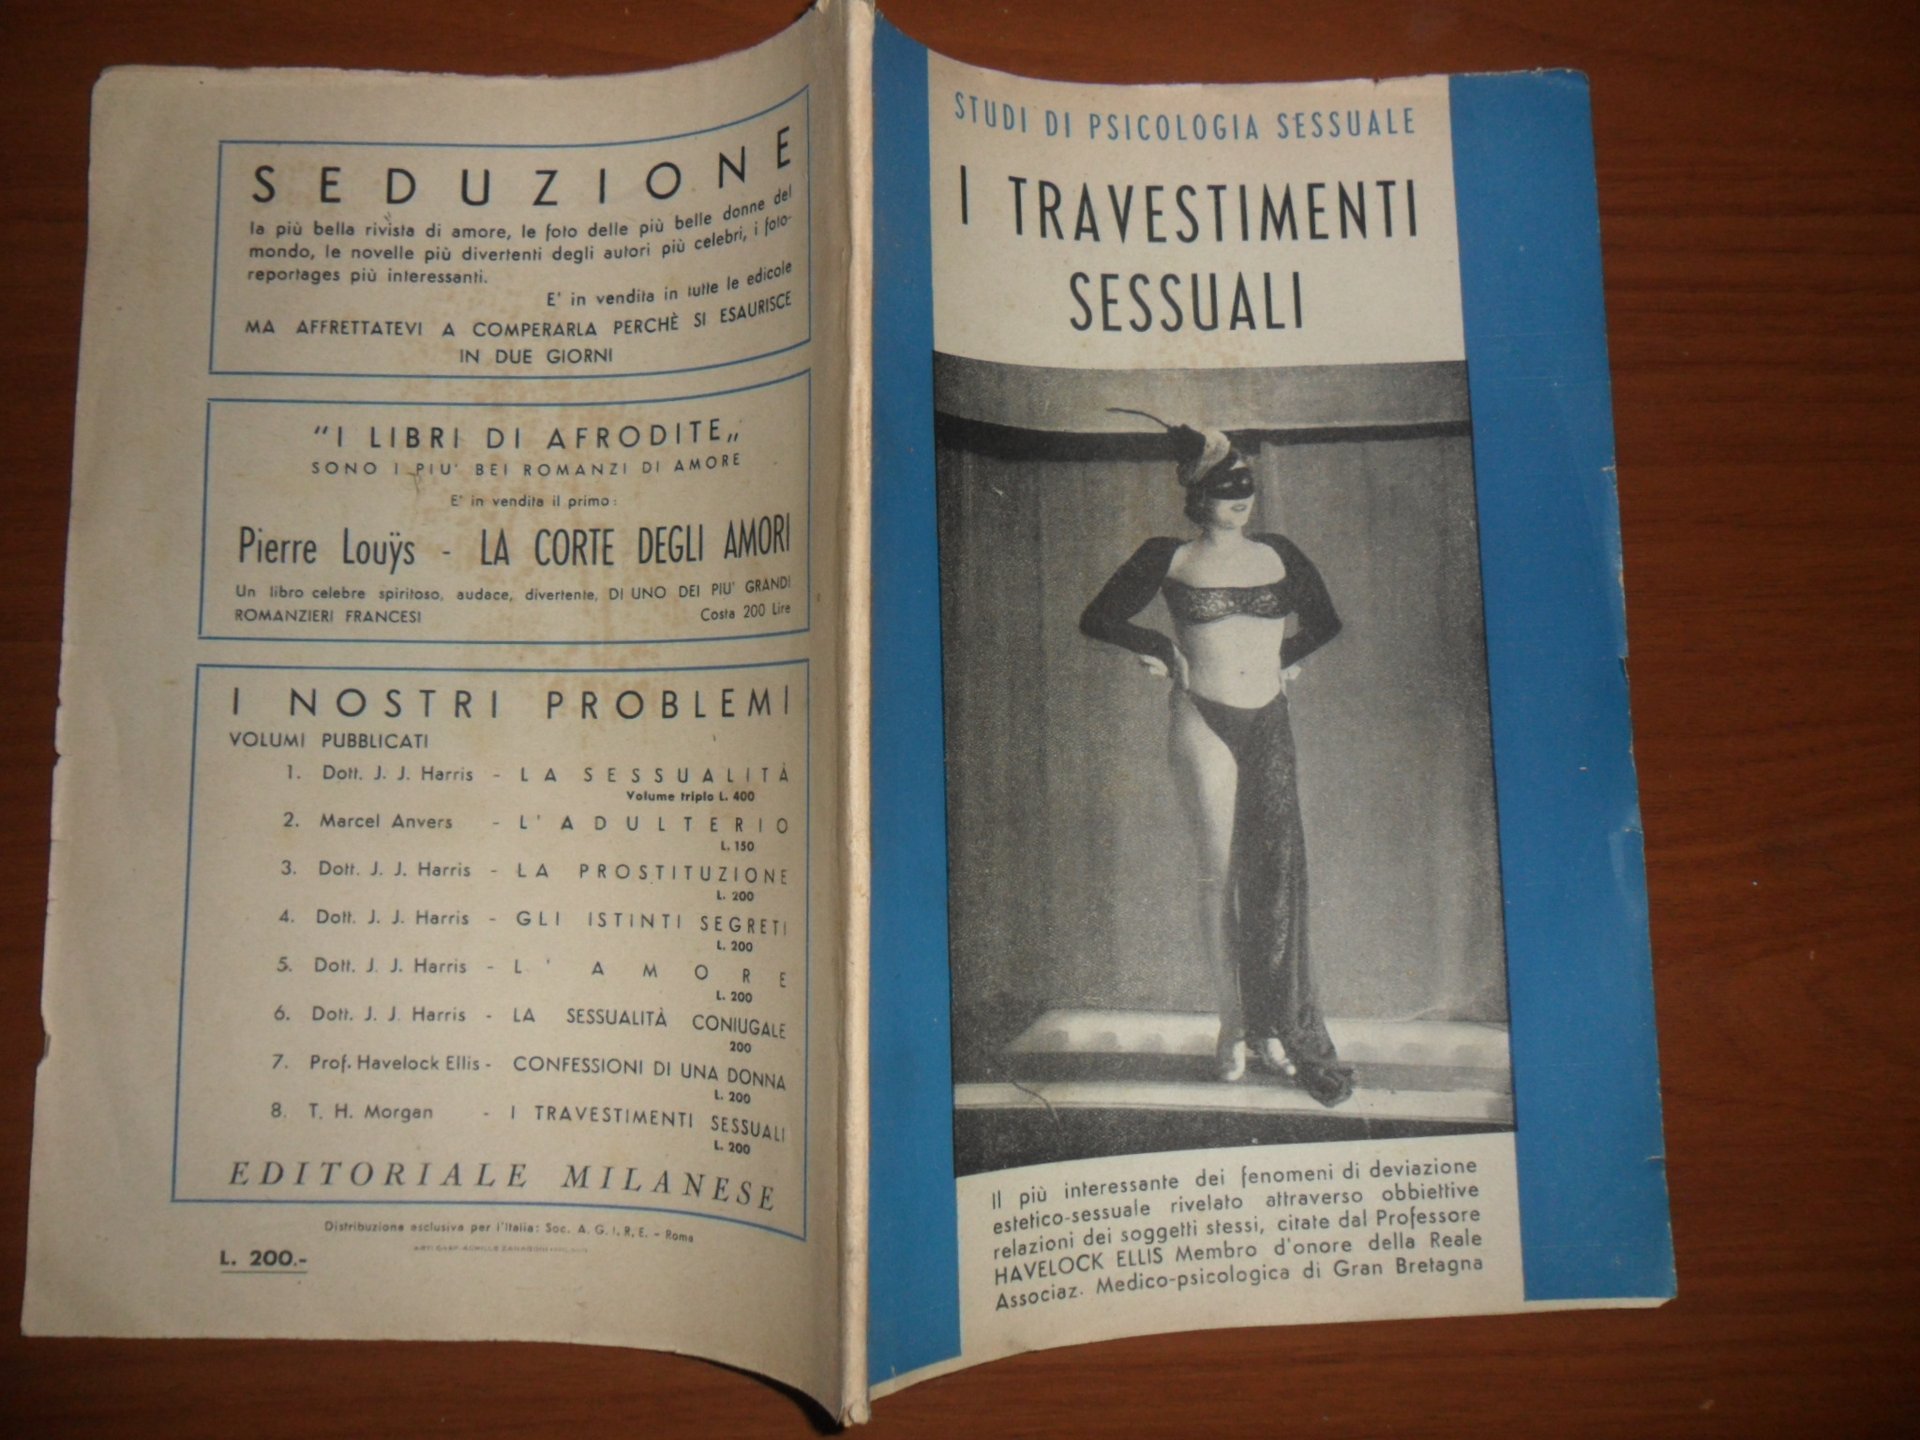 SEDUZIONE
la più bella rivista di amore, le foto delle più belle donne del
mondo, le novelle più divertenti degli autori più celebri, i foto-
reportages più interessanti.
E' in vendita in tutte le edicole
MA AFFRETTATEVI A COMPERARLA PERCHÈ SI ESAURISCE
IN DUE GIORNI
"I LIBRI DI AFRODITE„
SONO I PIU' BEI ROMANZI DI AMORE
E' in vendita il primo:
Pierre Louÿs - LA CORTE DEGLI AMORI
Un libro celebre spiritoso, audace, divertente, DI UNO DEI PIU' GRANDI
ROMANZIERI FRANCESI Costa 200 Lire
I NOSTRI PROBLEMI
VOLUMI PUBBLICATI
1. Dott. J. J. Harris - LA SESSUALITÀ
Volume triplo L. 400
2. Marcel Anvers - L'ADULTERIO
L. 150
3. Dott. J. J. Harris - LA PROSTITUZIONE
L. 200
4. Dott. J. J. Harris - GLI ISTINTI SEGRETI
L. 200
5. Dott. J. J. Harris - L'AMORE
L. 200
6. Dott. J. J. Harris - LA SESSUALITÀ CONIUGALE
200
7. Prof. Havelock Ellis - CONFESSIONI DI UNA DONNA
L. 200
8. T. H. Morgan - I TRAVESTIMENTI SESSUALI
L. 200
EDITORIALE MILANESE
Distribuzione esclusiva per l'Italia: Soc. A. G. I. R. E. - Roma
L. 200.-
STUDI DI PSICOLOGIA SESSUALE
I TRAVESTIMENTI
SESSUALI
Il più interessante dei fenomeni di deviazione
estetico-sessuale rivelato attraverso obbiettive
relazioni dei soggetti stessi, citate dal Professore
HAVELOCK ELLIS Membro d'onore della Reale
Associaz. Medico-psicologica di Gran Bretagna